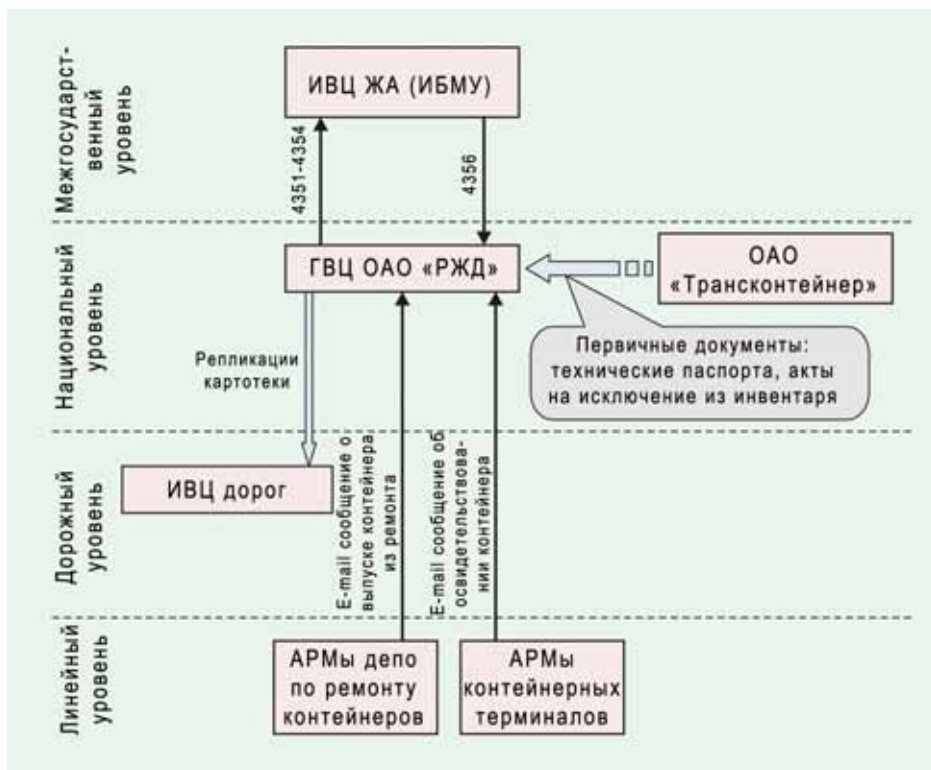 Межгосударст-
венный
уровень
ИВЦ ЖА (ИБМУ)
4351-4354
4356
Национальный
уровень
ГВЦ ОАО «РЖД»
ОАО
«Трансконтейнер»
Первичные документы:
технические паспорта, акты
на исключение из инвентаря
Репликации
картотеки
Дорожный
уровень
ИВЦ дорог
E-mail сообщение о
выпуске контейнера
из ремонта
E-mail сообщение об
освидетельствова-
нии контейнера
Линейный
уровень
АРМы депо
по ремонту
контейнеров
АРМы
контейнерных
терминалов